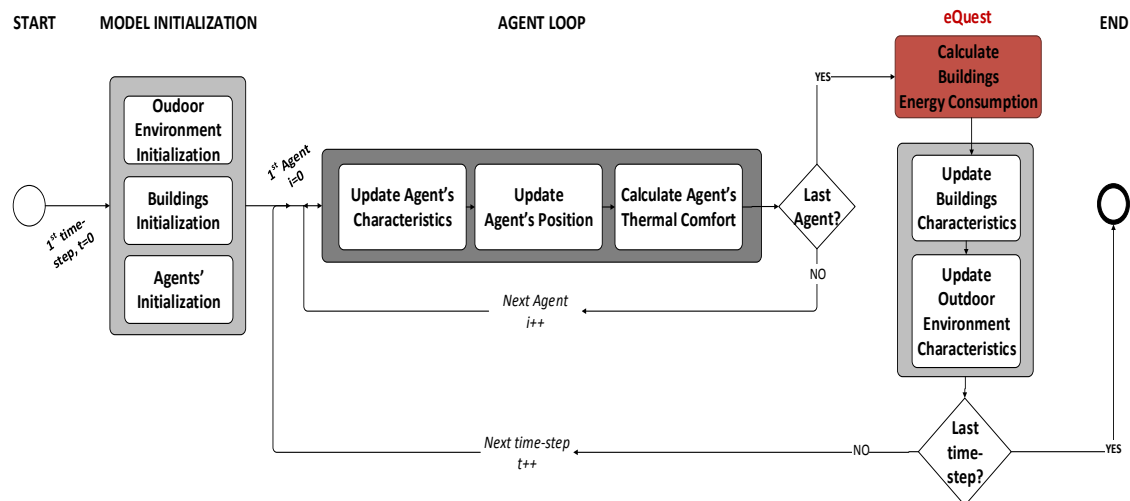 START
MODEL INITIALIZATION
AGENT LOOP
eQuest
END
1st time-
step, t=0
Oudoor
Environment
Initialization
Buildings
Initialization
Agents'
Initialization
1st Agent
i=0
Update Agent's
Characteristics
Update
Agent's Position
Calculate Agent's
Thermal Comfort
Last
Agent?
YES
NO
Next Agent
i++
Calculate
Buildings
Energy Consumption
Update
Buildings
Characteristics
Update
Outdoor
Environment
Characteristics
Last
time-
step?
NO
Next time-step
t++
YES